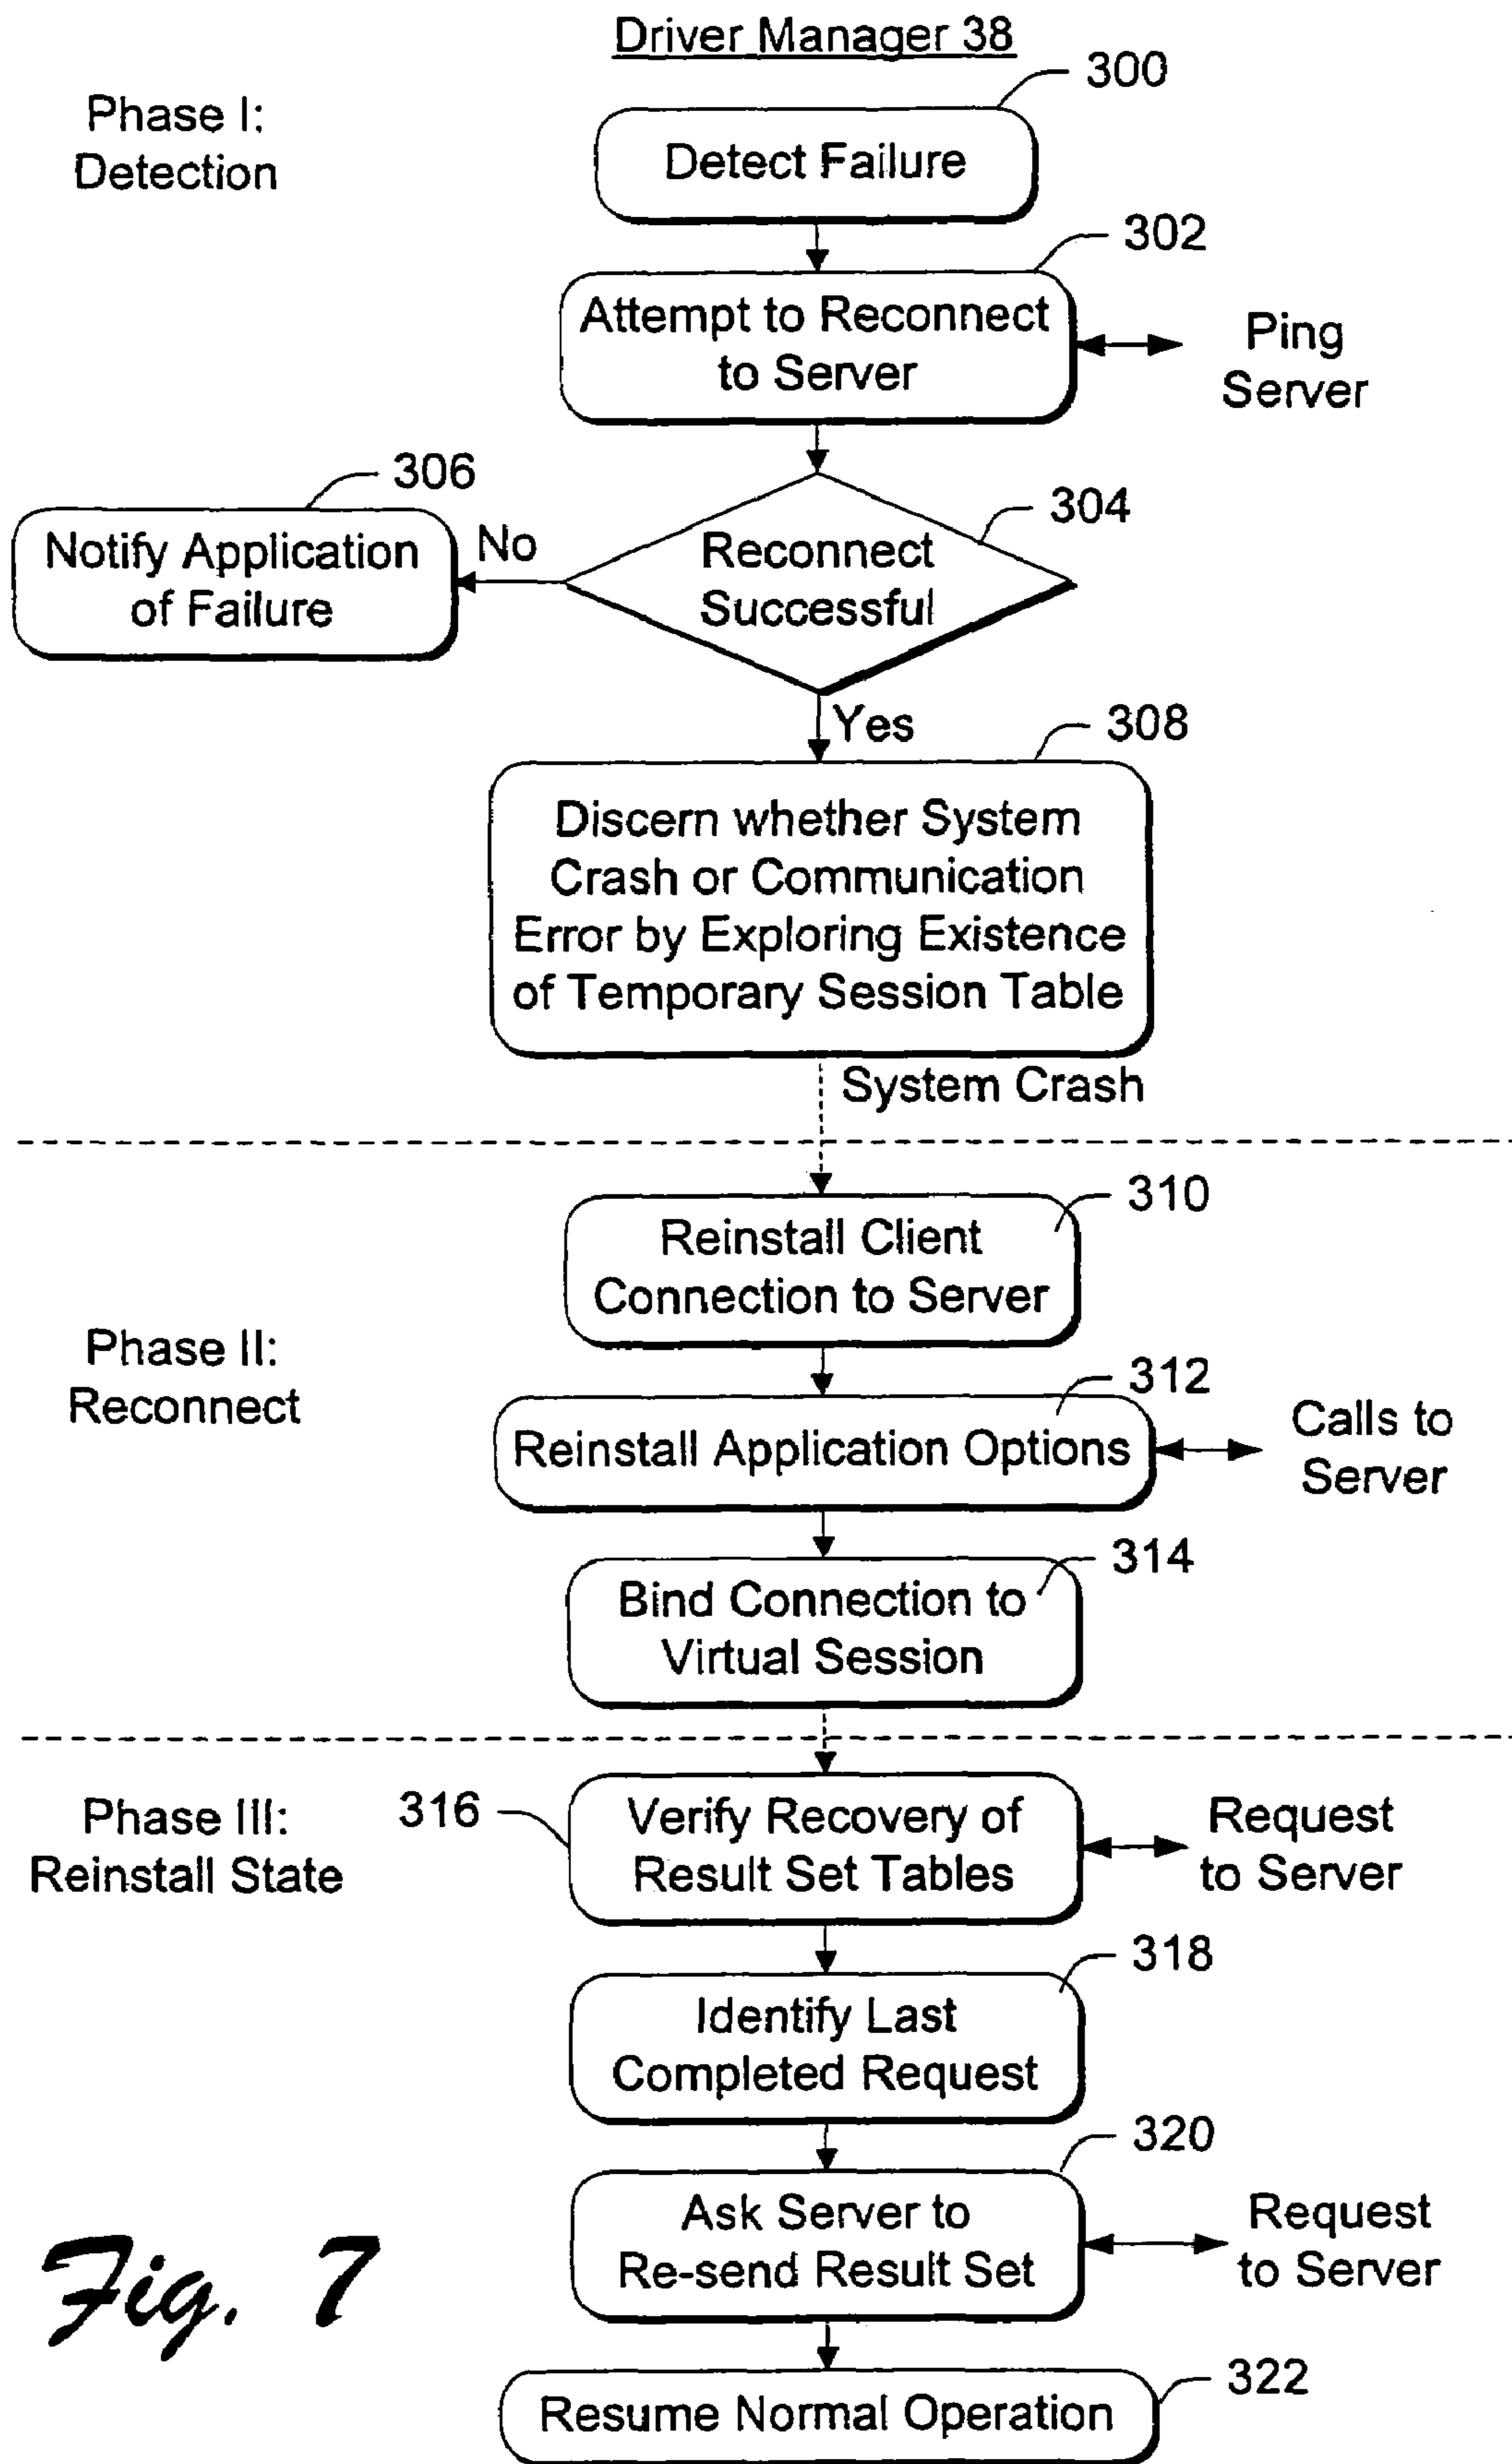 Driver Manager 38
Phase I:
Detection
300
Detect Failure
302
Attempt to Reconnect
to Server
Ping
Server
306
Notify Application
of Failure
No
304
Reconnect
Successful
Yes
308
Discern whether System
Crash or Communication
Error by Exploring Existence
of Temporary Session Table
System Crash
310
Reinstall Client
Connection to Server
Phase II:
Reconnect
312
Reinstall Application Options
Calls to
Server
314
Bind Connection to
Virtual Session
Phase III:
Reinstall State
316
Verify Recovery of
Result Set Tables
Request
to Server
318
Identify Last
Completed Request
320
Ask Server to
Re-send Result Set
Request
to Server
Fig. 7
322
Resume Normal Operation